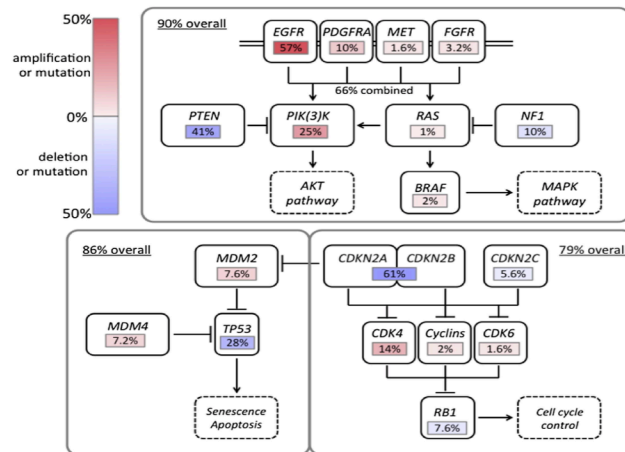 50%
amplification
or mutation
0%
deletion
or mutation
50%
90% overall
EGFR PDGFRA MET FGFR
57% 10% 1.6% 3.2%
66% combined
PTEN PIK(3)K RAS NF1
41% 25% 1% 10%
AKT
pathway
BRAF
2%
MAPK
pathway
86% overall
MDM2
7.6%
MDM4
7.2%
TP53
28%
Senescence
Apoptosis
79% overall
CDKN2A CDKN2B CDKN2C
61% 5.6%
CDK4 Cyclins CDK6
14% 2% 1.6%
RB1
7.6%
Cell cycle
control